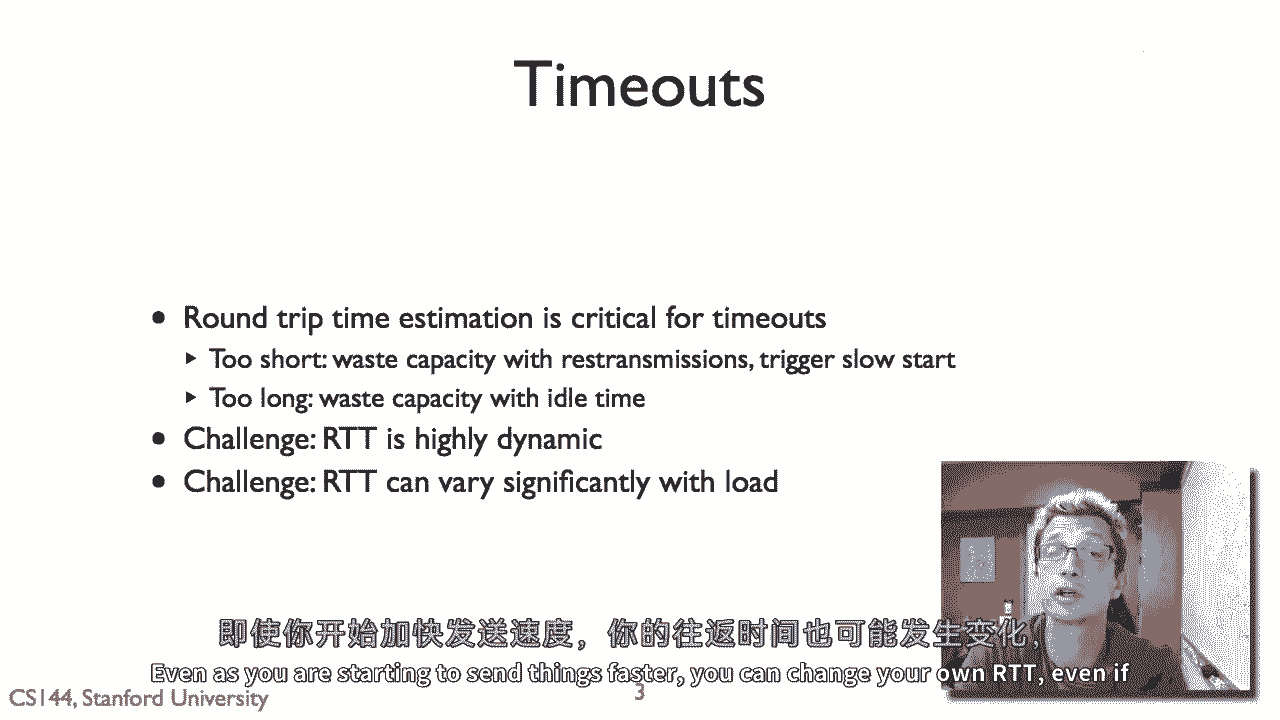 Timeouts
• Round trip time estimation is critical for timeouts
‣ Too short: waste capacity with restransmissions, trigger slow start
‣ Too long: waste capacity with idle time
• Challenge: RTT is highly dynamic
• Challenge: RTT can vary significantly with load
即使你开始加快发送速度，你的往返时间也可能发生变化，
Even as you are starting to send things faster, you can change your own RTT, even if
CS144, Stanford University
3